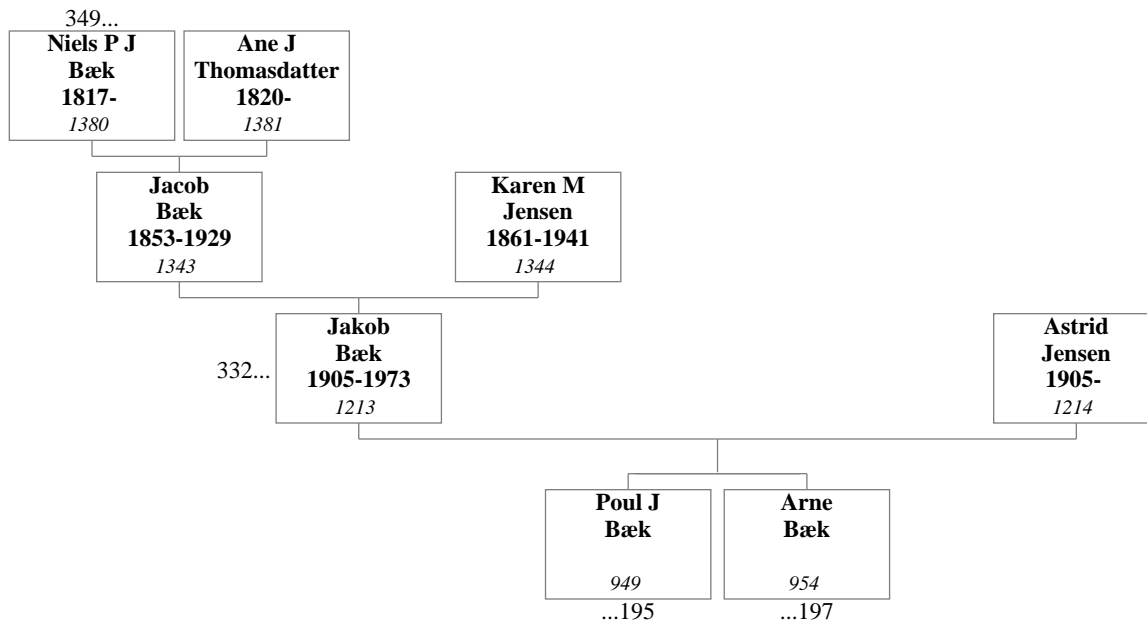 349...
Niels P J
Bæk
1817-
1380
Ane J
Thomasdatter
1820-
1381
Jacob
Bæk
1853-1929
1343
Karen M
Jensen
1861-1941
1344
332...
Jakob
Bæk
1905-1973
1213
Astrid
Jensen
1905-
1214
Poul J
Bæk
949
...195
Arne
Bæk
954
...197